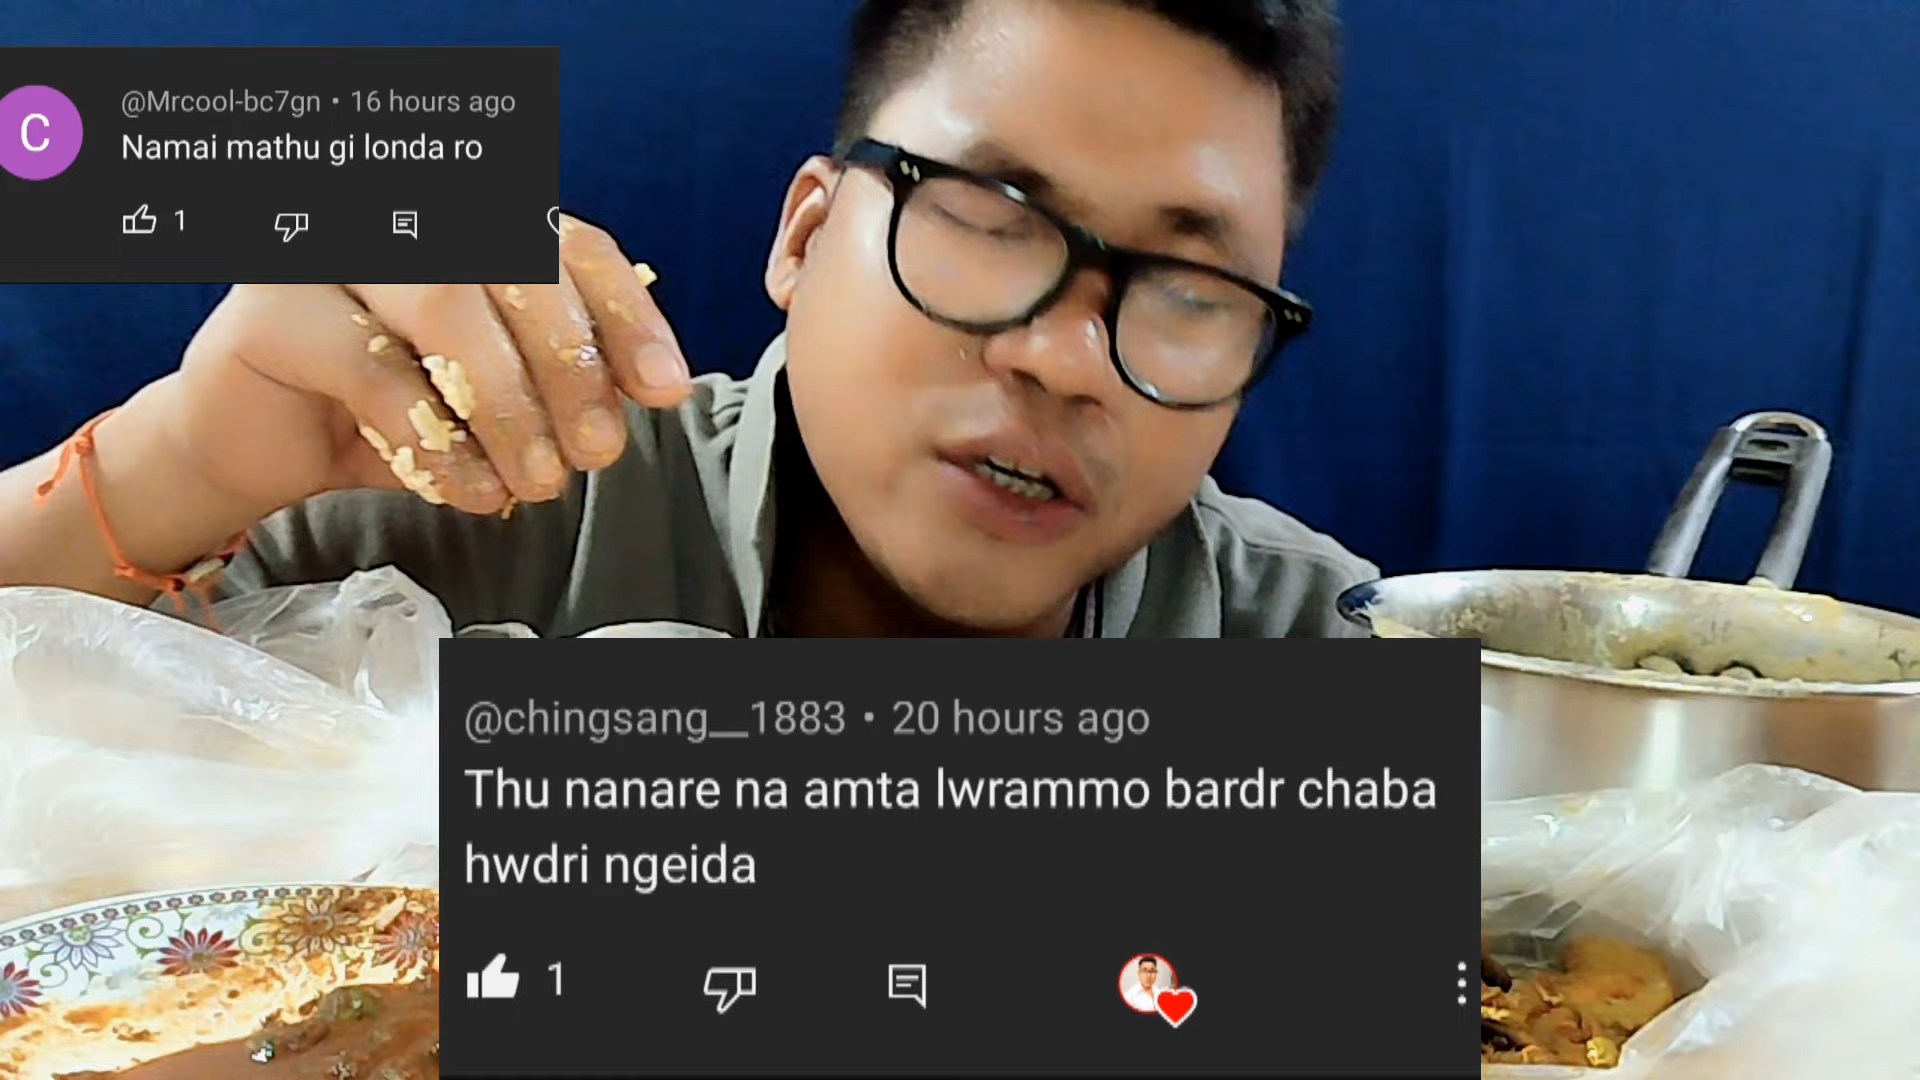 C
@Mrcool-bc7gn • 16 hours ago
Namai mathu gi londa ro
1
@chingsang__1883 • 20 hours ago
Thu nanare na amta lwrammo bardr chaba
hwdri ngeida
1